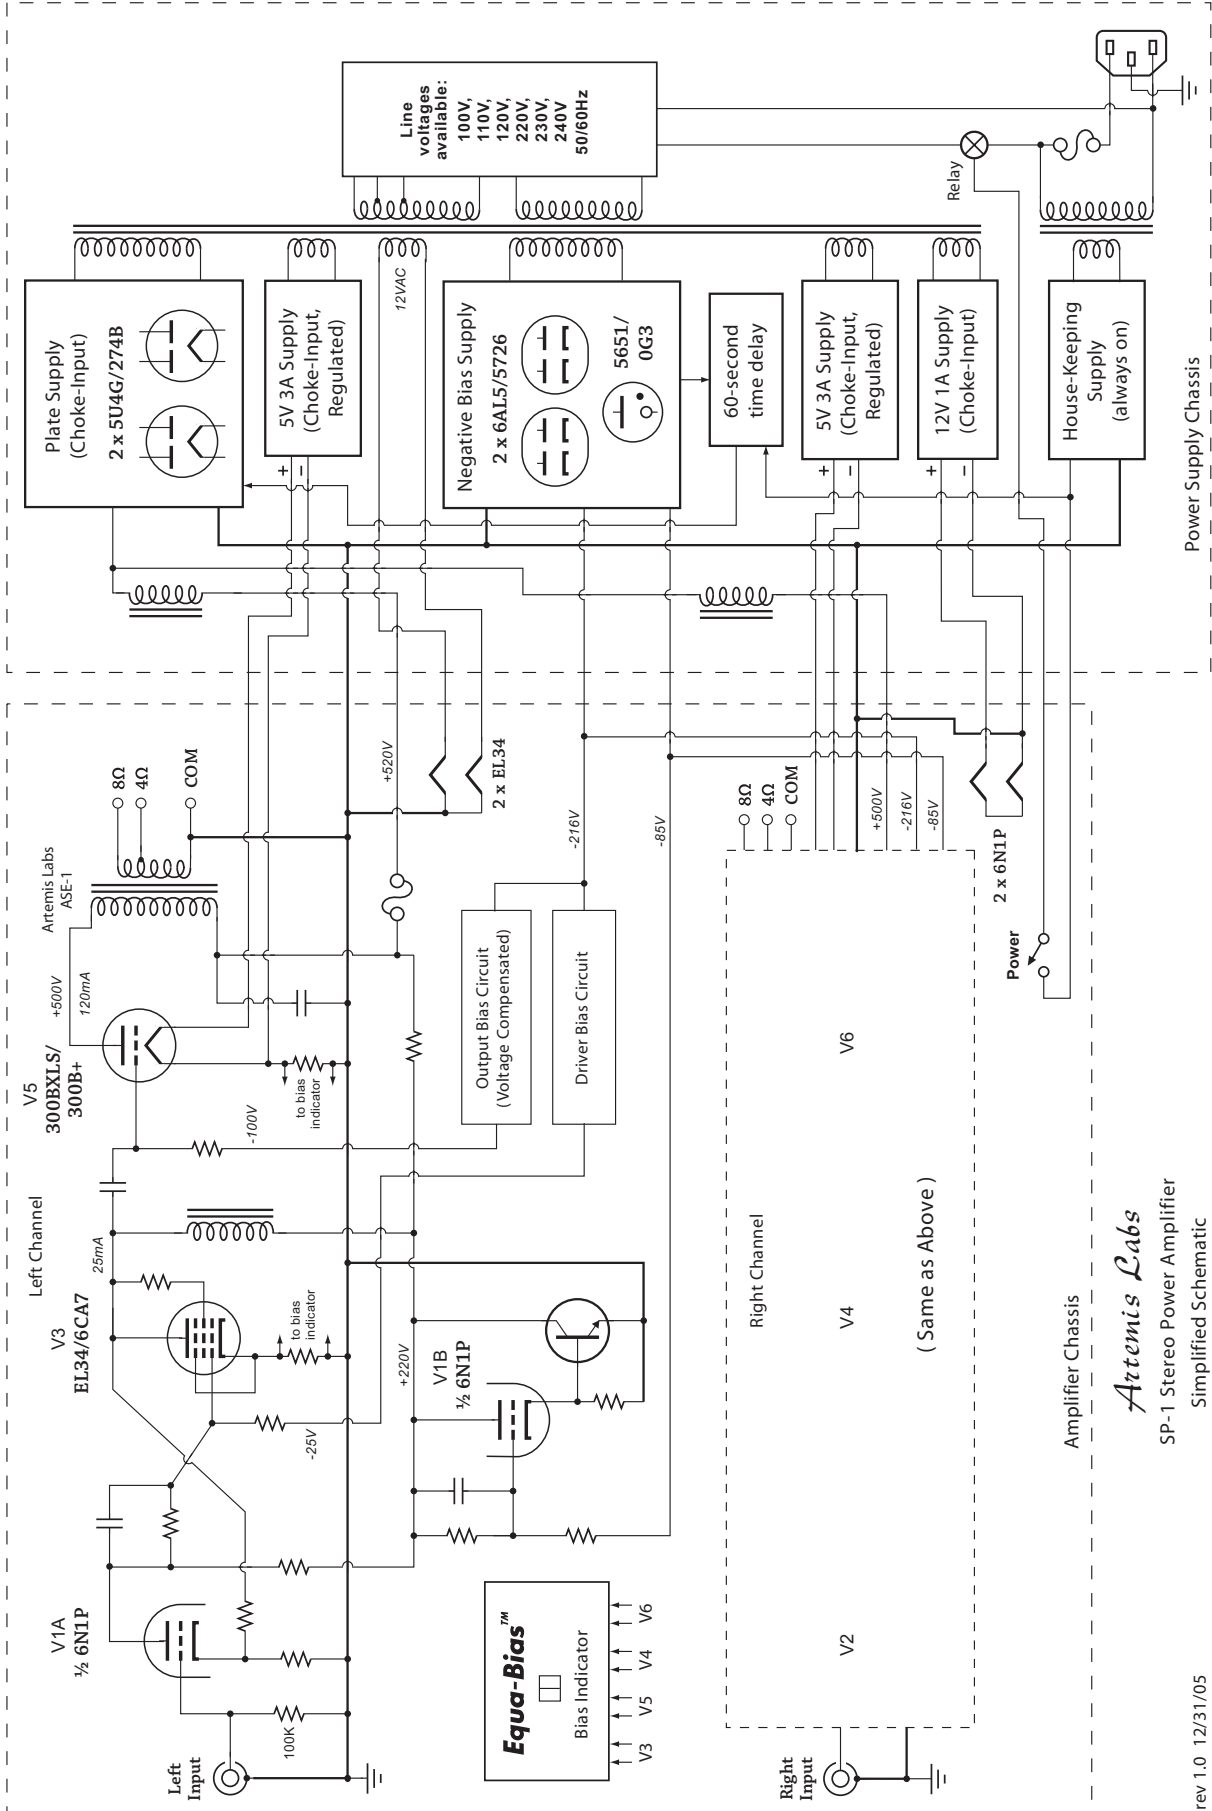 Left Channel
V1A
½ 6N1P
V3
EL34/6CA7
25mA
V5
300BXLS/
300B+
+500V
120mA
Artemis Labs
ASE-1
8Ω
4Ω
COM
Left
Input
100K
-25V
to bias
indicator
-100V
to bias
indicator
+520V
2 x EL34
+220V
V1B
½ 6N1P
Output Bias Circuit
(Voltage Compensated)
Driver Bias Circuit
-216V
-85V
Equa-Bias™
Bias Indicator
V3
V5
V4
V6
Right Channel
V2
V4
V6
( Same as Above )
Right
Input
8Ω
4Ω
COM
+500V
-216V
-85V
2 x 6N1P
Power
Amplifier Chassis
Plate Supply
(Choke-Input)
2 x 5U4G/274B
5V 3A Supply
(Choke-Input,
Regulated)
+
−
12VAC
Negative Bias Supply
2 x 6AL5/5726
5651/
0G3
60-second
time delay
5V 3A Supply
(Choke-Input,
Regulated)
+
−
12V 1A Supply
(Choke-Input)
+
−
House-Keeping
Supply
(always on)
Line
voltages
available:
100V,
110V,
120V,
220V,
230V,
240V
50/60Hz
Relay
Power Supply Chassis
Artemis Labs
SP-1 Stereo Power Amplifier
Simplified Schematic
rev 1.0 12/31/05